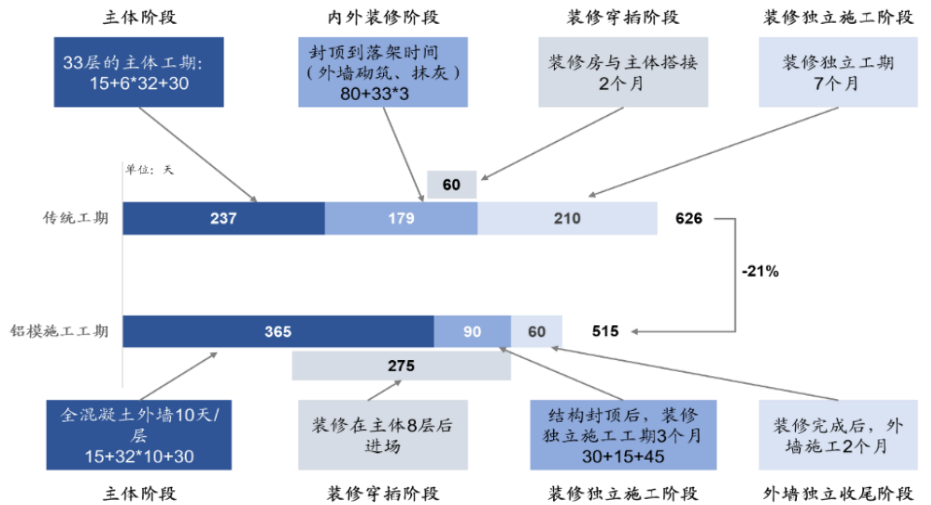 主体阶段
内外装修阶段
装修穿插阶段
装修独立施工阶段
33层的主体工期:
15+6*32+30
封顶到落架时间
(外墙砌筑、抹灰)
80+33*3
装修房与主体搭接
2个月
装修独立工期
7个月
单位：天
60
传统工期
237
179
210
626
-21%
铝模施工工期
365
90
60
515
275
全混凝土外墙10天/
层
15+32*10+30
装修在主体8层后
进场
结构封顶后，装修
独立施工工期3个月
30+15+45
装修完成后，外
墙施工2个月
主体阶段
装修穿插阶段
装修独立施工阶段
外墙独立收尾阶段